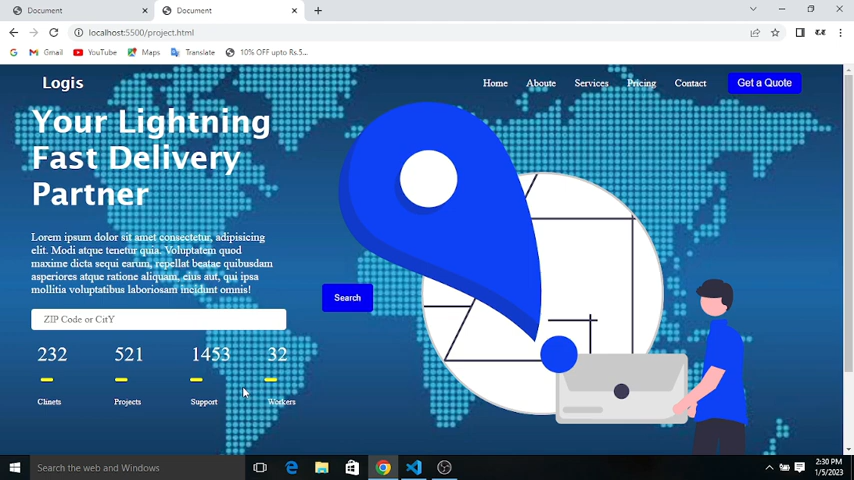 Document
Document
localhost:5500/project.html
Gmail
YouTube
Maps
Translate
10% OFF upto Rs.5...
Logis
Home
Aboute
Services
Pricing
Contact
Get a Quote
Your Lightning
Fast Delivery
Partner
Lorem ipsum dolor sit amet consectetur, adipisicing
elit. Modi atque tenetur quia. Voluptatem quod
maxime dicta sequi earum, repellat beatae quibusdam
asperiores atque ratione aliquam, eius aut, qui ipsa
mollitia voluptatibus laboriosam incidunt omnis!
Search
ZIP Code or CitY
232
521
1453
32
Clinets
Projects
Support
Workers
Search the web and Windows
2:30 PM
1/5/2023